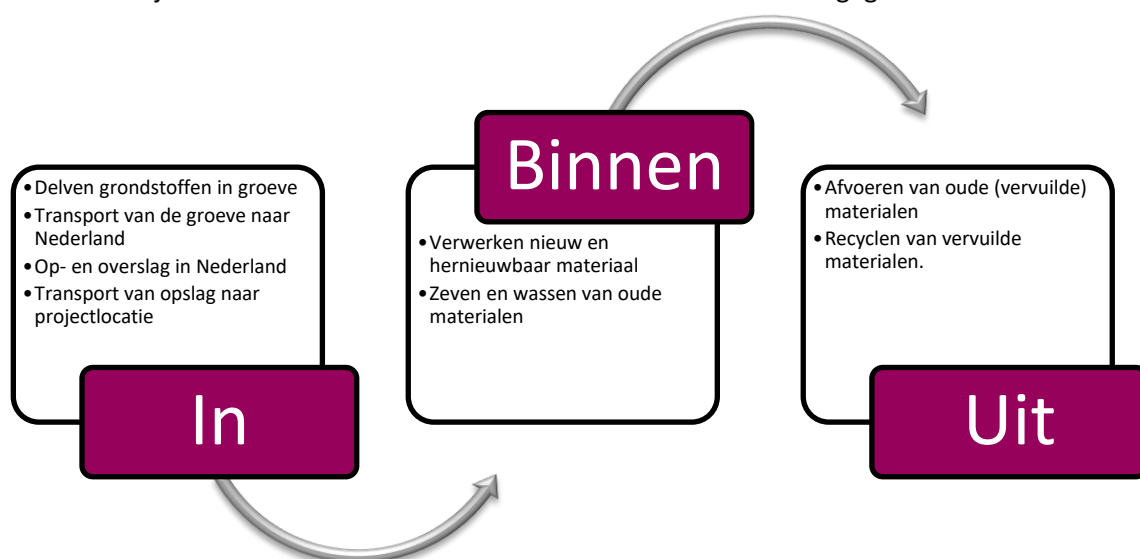 Binnen
•Delven grondstoffen in groeve
•Transport van de groeve naar
Nederland
•Op- en overslag in Nederland
•Transport van opslag naar
projectlocatie
In
•Verwerken nieuw en
hernieuwbaar materiaal
•Zeven en wassen van oude
materialen
•Afvoeren van oude (vervuilde)
materialen
•Recyclen van vervuilde
materialen.
Uit